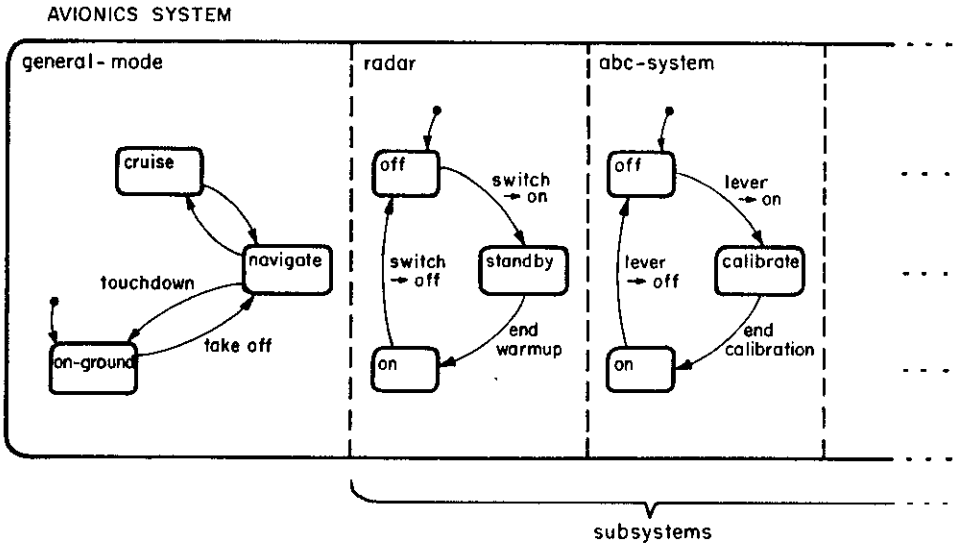 AVIONICS SYSTEM
general-mode
cruise
navigate
touchdown
take off
on-ground
radar
off
switch
→ on
standby
switch
→ off
end
warmup
on
abc-system
off
lever
→ on
calibrate
lever
→ off
end
calibration
on
subsystems